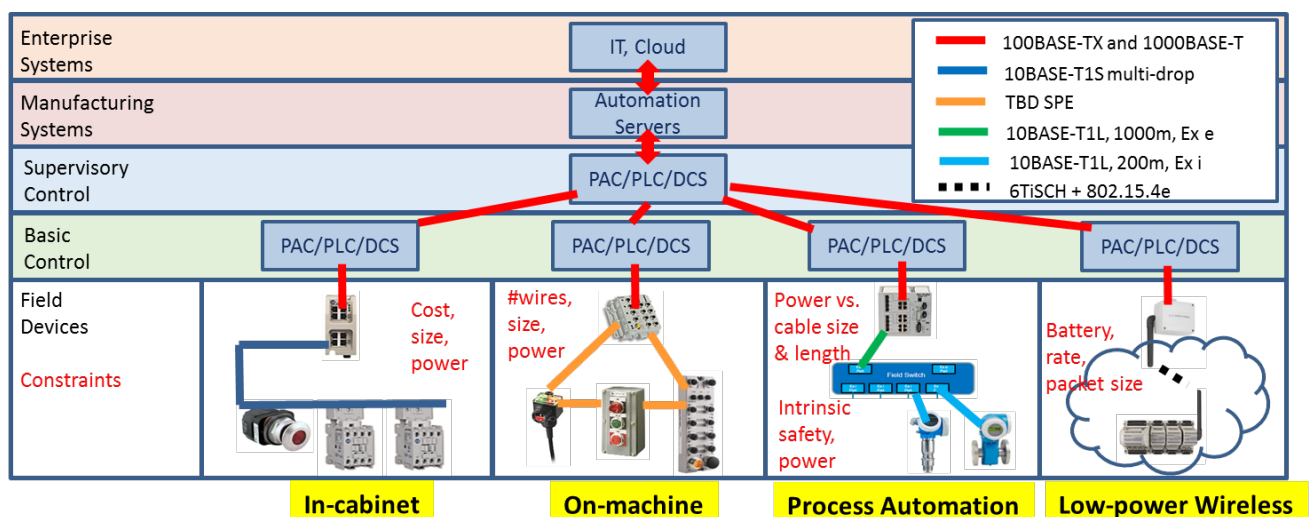 Enterprise
Systems
IT, Cloud
Manufacturing
Systems
Automation
Servers
Supervisory
Control
PAC/PLC/DCS
100BASE-TX and 1000BASE-T
10BASE-T1S multi-drop
TBD SPE
10BASE-T1L, 1000m, Ex e
10BASE-T1L, 200m, Ex i
6TiSCH + 802.15.4e
Basic
Control
PAC/PLC/DCS
PAC/PLC/DCS
PAC/PLC/DCS
PAC/PLC/DCS
Field
Devices
Constraints
Cost,
size,
power
#wires,
size,
power
Power vs.
cable size
& length
Field Switch
Intrinsic
safety,
power
Battery,
rate,
packet size
In-cabinet
On-machine
Process Automation
Low-power Wireless